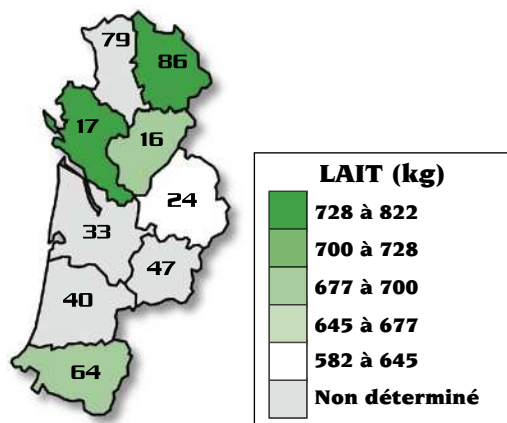 79
86
17
16
24
33
47
40
64
LAIT (kg)
728 à 822
700 à 728
677 à 700
645 à 677
582 à 645
Non déterminé